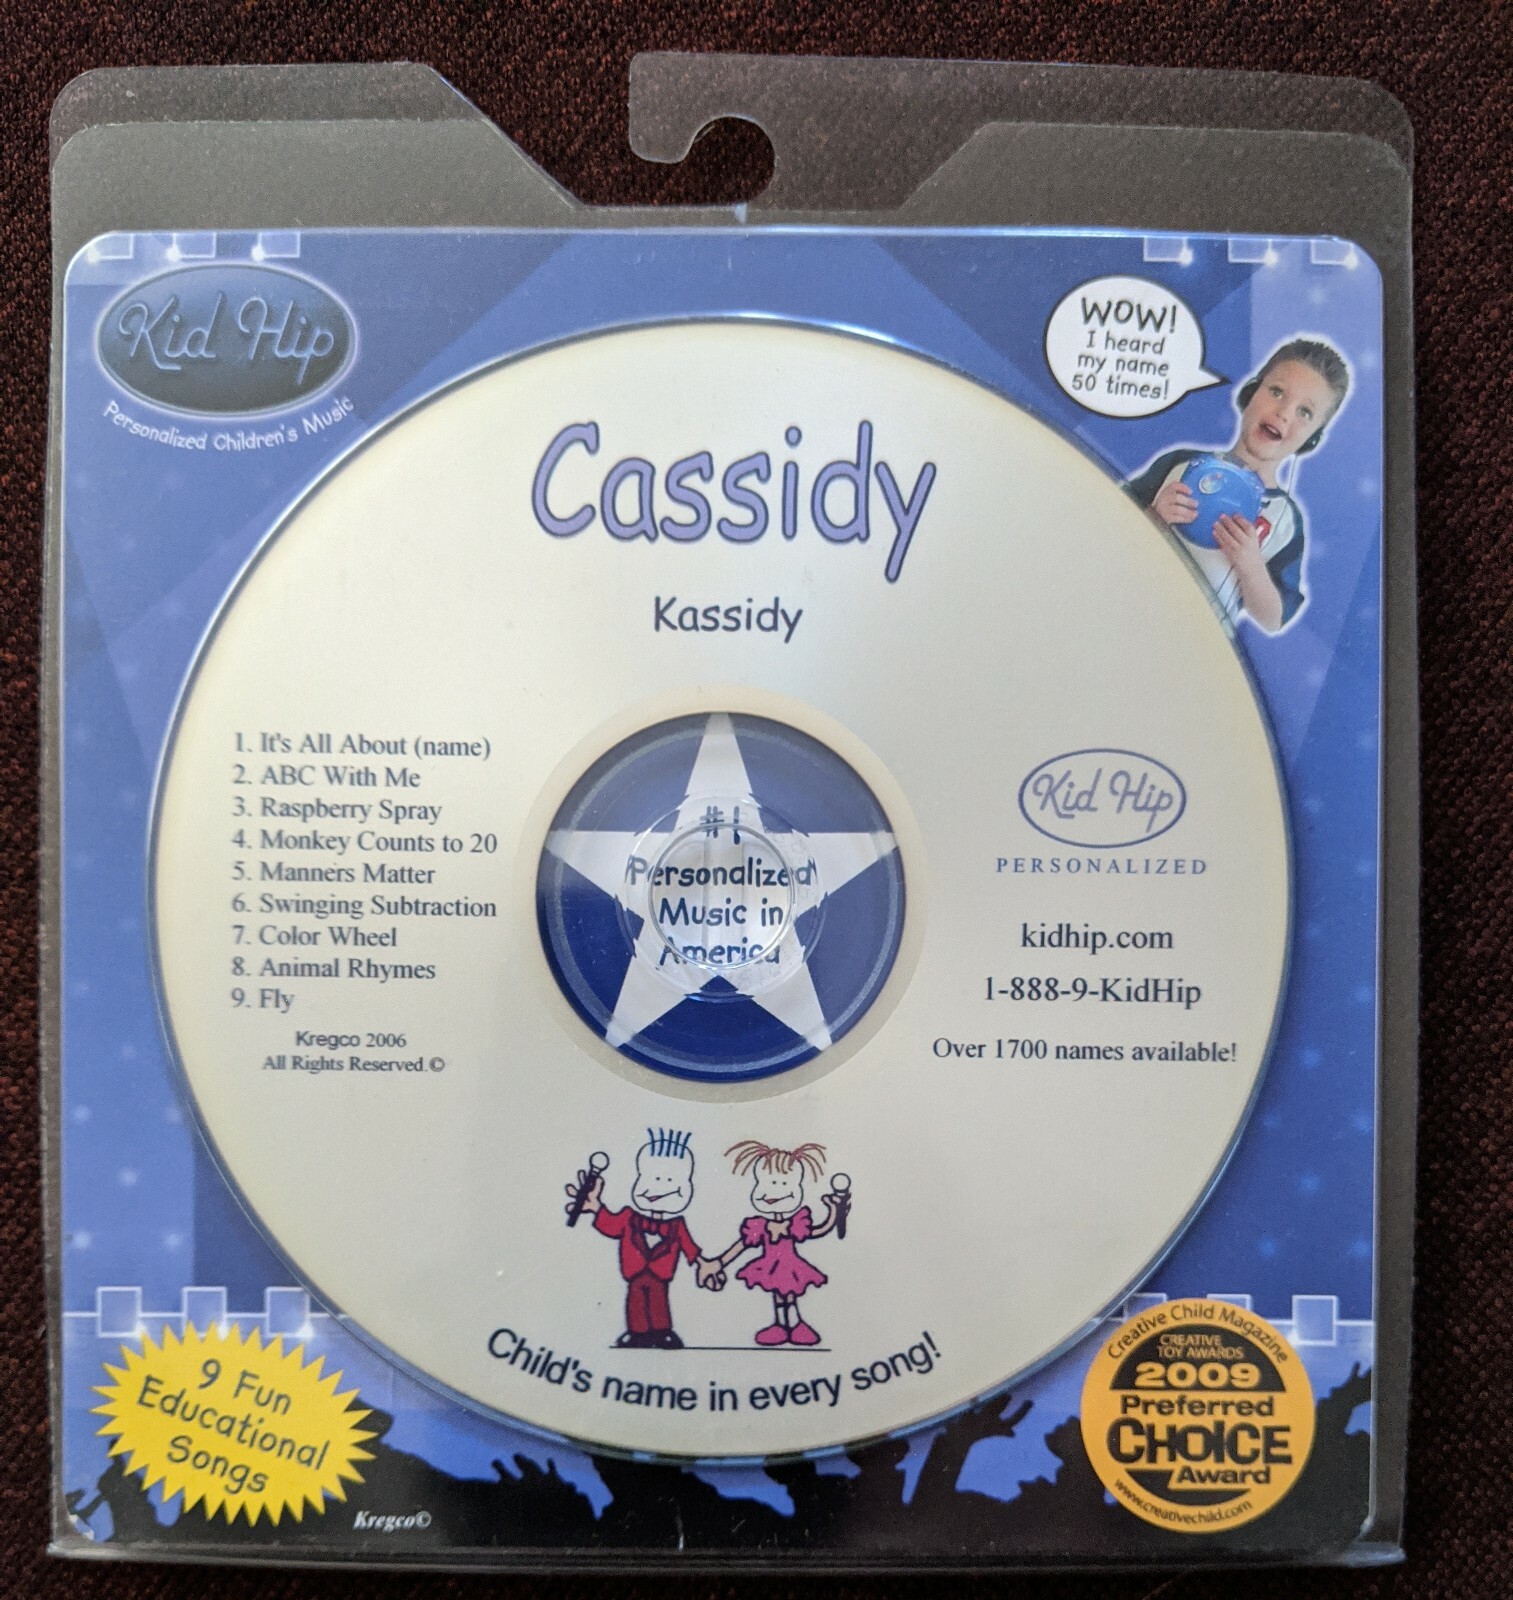 Kid Hip
Personalized Children's Music
WOW!
I heard
my name
50 times!
Cassidy
Kassidy
1. It's All About (name)
2. ABC With Me
3. Raspberry Spray
4. Monkey Counts to 20
5. Manners Matter
6. Swinging Subtraction
7. Color Wheel
8. Animal Rhymes
9. Fly
Kregco 2006
All Rights Reserved.©
#1
Personalized
Music in
America
Kid Hip
PERSONALIZED
kidhip.com
1-888-9-KidHip
Over 1700 names available!
Child's name in every song!
9 Fun
Educational
Songs
Kregco©
Creative Child Magazine
CREATIVE
TOY AWARDS
2009
Preferred
CHOICE
Award
www.creativechild.com